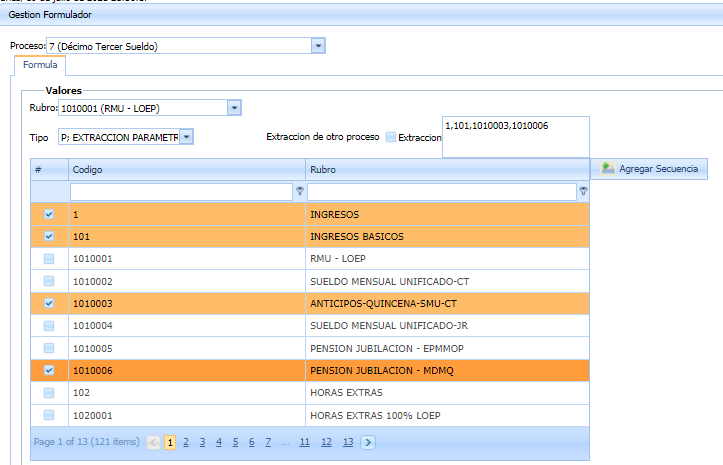 Gestion Formulador
Proceso: 7 (Décimo Tercer Sueldo)
Formula
Valores
Rubro: 1010001 (RMU - LOEP)
Tipo P; EXTRACCION PARAMETR Extraccion de otro proceso Extraccion 1,101,1010003,1010006
# Codigo Rubro Agregar Secuencia
1 INGRESOS
101 INGRESOS BASICOS
1010001 RMU - LOEP
1010002 SUELDO MENSUAL UNIFICADO-CT
1010003 ANTICIPOS-QUINCENA-SMU-CT
1010004 SUELDO MENSUAL UNIFICADO-JR
1010005 PENSION JUBILACION - EPMMOP
1010006 PENSION JUBILACION - MDMQ
102 HORAS EXTRAS
1020001 HORAS EXTRAS 100% LOEP
Page 1 of 13 (121 items) < 1 2 3 4 5 6 7 ... 11 12 13 >